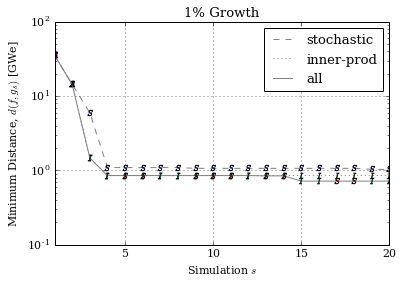 1% Growth
10²
stochastic
inner-prod
all
10¹
10⁰
10⁻¹
Minimum Distance, d(f, gₛ) [GWe]
5
10
15
20
Simulation s